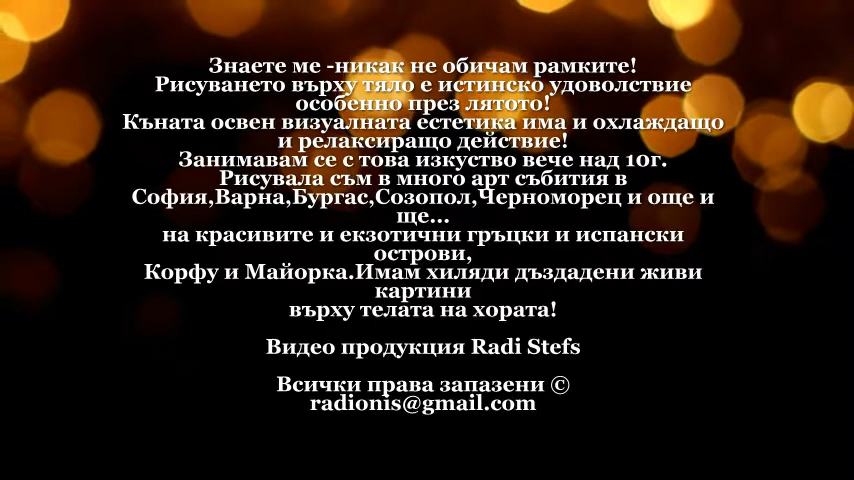 Знаете ме -никак не обичам рамките!
Рисуването върху тяло е истинско удоволствие
особенно през лятото!
Къната освен визуалната естетика има и охлаждащо
и релаксиращо действие!
Занимавам се с това изкуство вече над 10г.
Рисувала съм в много арт събития в
София,Варна,Бургас,Созопол,Черноморец и още и
ще...
на красивите и екзотични гръцки и испански
острови,
Корфу и Майорка.Имам хиляди дъздадени живи
картини
върху телата на хората!
Видео продукция Radi Stefs
Всички права запазени ©
radionis@gmail.com